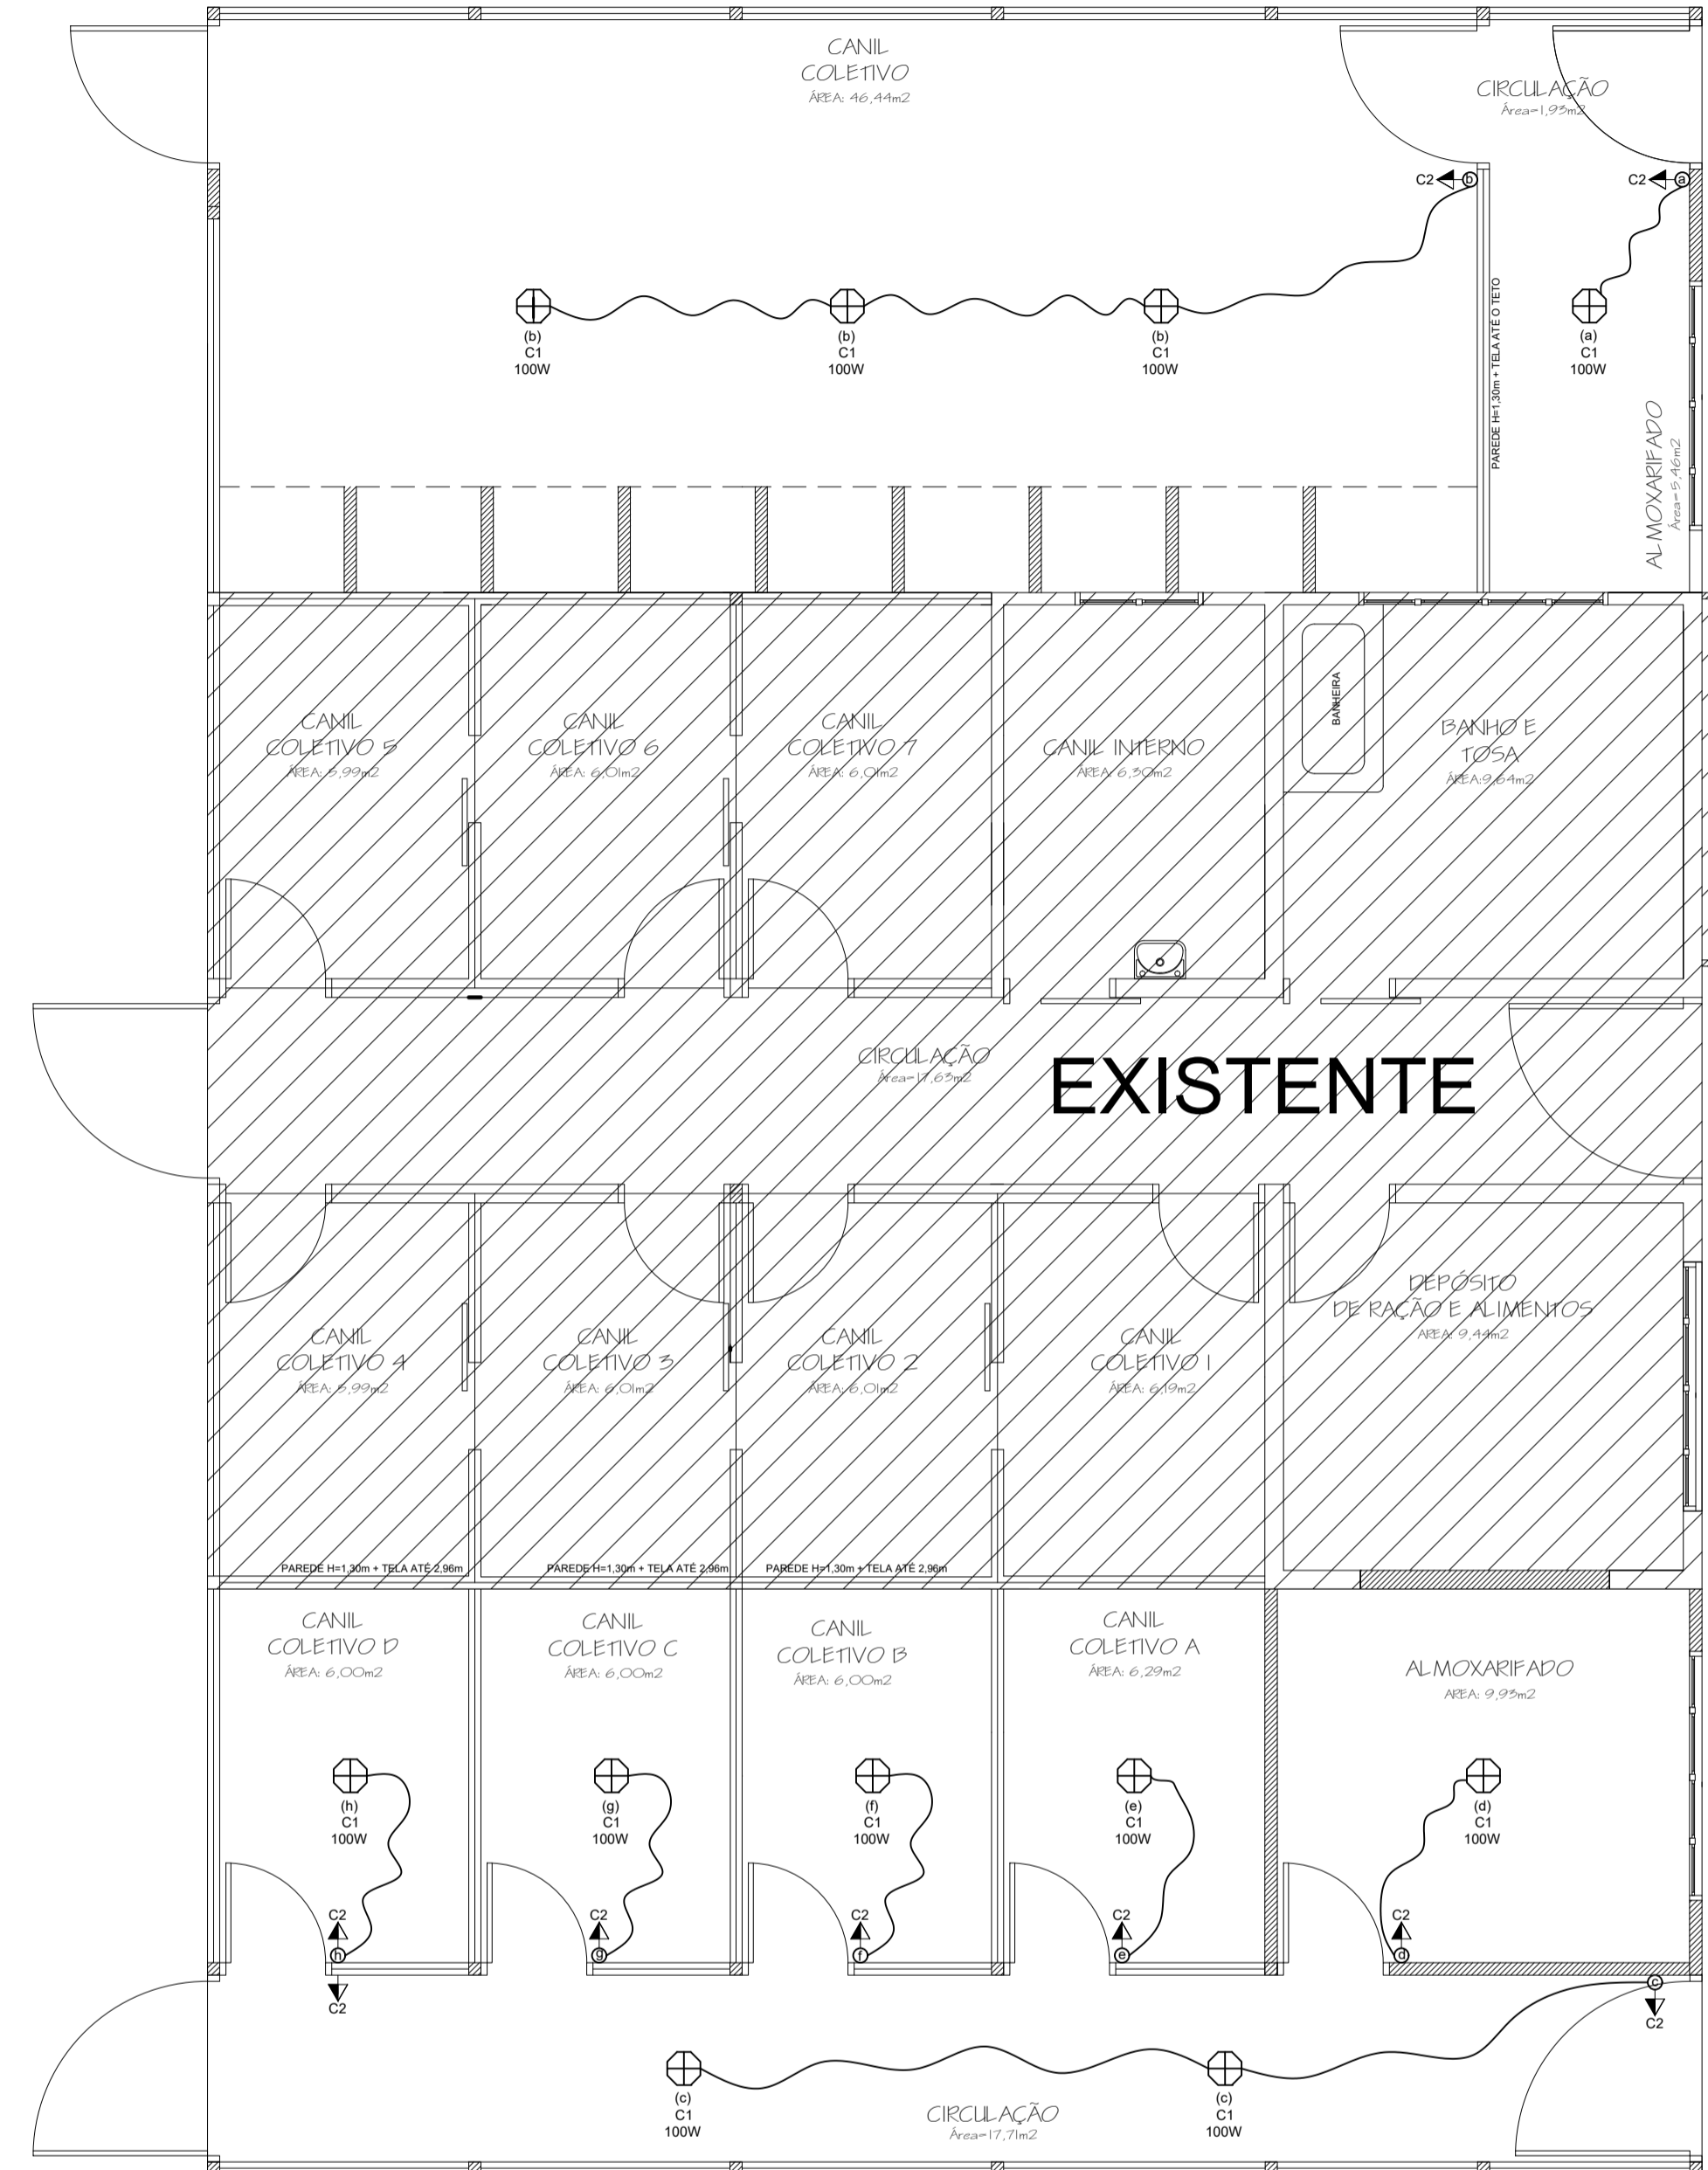 CANIL
COLETIVO
ÁREA: 46,44m2
CIRCULAÇÃO
Área=1,93m2
C2
b
C2
a
(b)
C1
100W
(b)
C1
100W
(b)
C1
100W
(a)
C1
100W
PAREDE H=1,30m + TELA ATÉ O TETO
ALMOXARIFADO
Área=5,46m2
CANIL
COLETIVO 5
ÁREA: 5,99m2
CANIL
COLETIVO 6
ÁREA: 6,01m2
CANIL
COLETIVO 7
ÁREA: 6,01m2
CANIL INTERNO
ÁREA: 6,30m2
BANHEIRA
BANHO E
TOSA
ÁREA:9,64m2
CIRCULAÇÃO
Área=17,63m2
EXISTENTE
CANIL
COLETIVO 4
ÁREA: 5,99m2
CANIL
COLETIVO 3
ÁREA: 6,01m2
CANIL
COLETIVO 2
ÁREA: 6,01m2
CANIL
COLETIVO 1
ÁREA: 6,19m2
DEPÓSITO
DE RAÇÃO E ALIMENTOS
AREA: 9,44m2
PAREDE H=1,30m + TELA ATÉ 2,96m
PAREDE H=1,30m + TELA ATÉ 2,96m
PAREDE H=1,30m + TELA ATÉ 2,96m
CANIL
COLETIVO D
ÁREA: 6,00m2
CANIL
COLETIVO C
ÁREA: 6,00m2
CANIL
COLETIVO B
ÁREA: 6,00m2
CANIL
COLETIVO A
ÁREA: 6,29m2
ALMOXARIFADO
AREA: 9,93m2
(h)
C1
100W
(g)
C1
100W
(f)
C1
100W
(e)
C1
100W
(d)
C1
100W
C2
h
C2
C2
g
C2
f
C2
e
C2
d
c
C2
(c)
C1
100W
(c)
C1
100W
CIRCULAÇÃO
Área=17,71m2